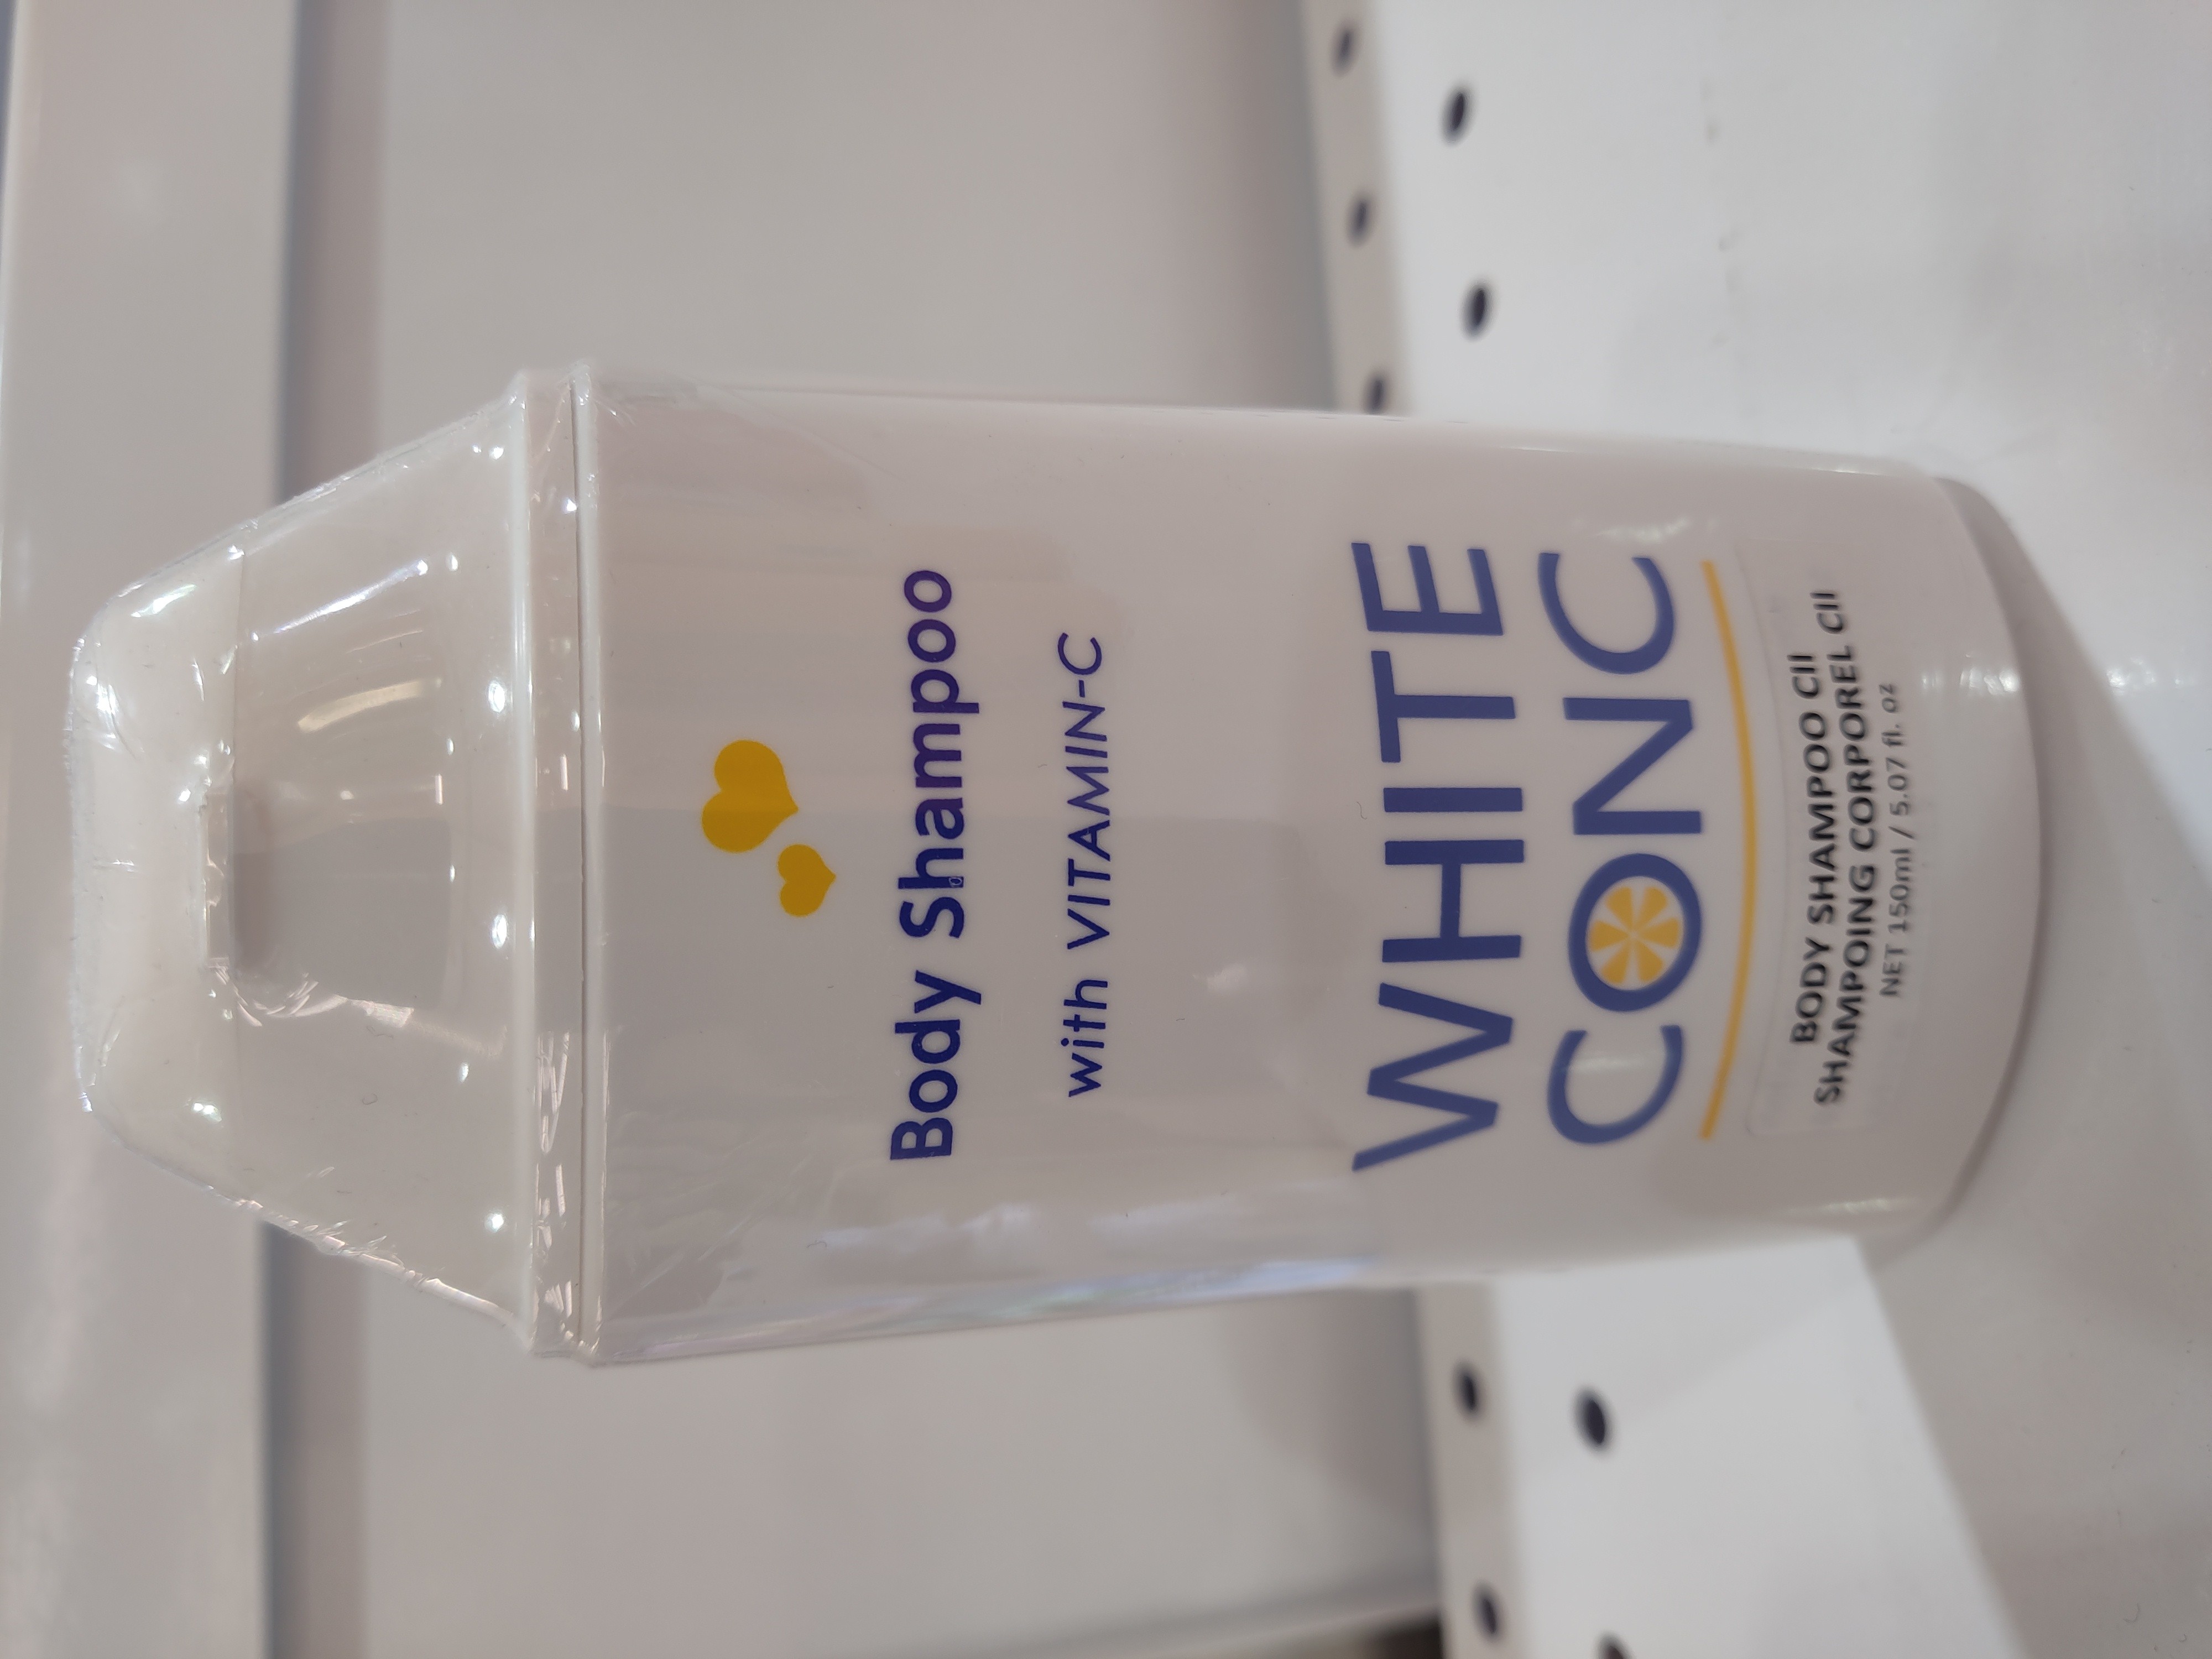 Body Shampoo
with VITAMIN-C
WHITE
CONC
BODY SHAMPOO CII
SHAMPOING CORPOREL CII
NET 150ml / 5.07 fl. oz